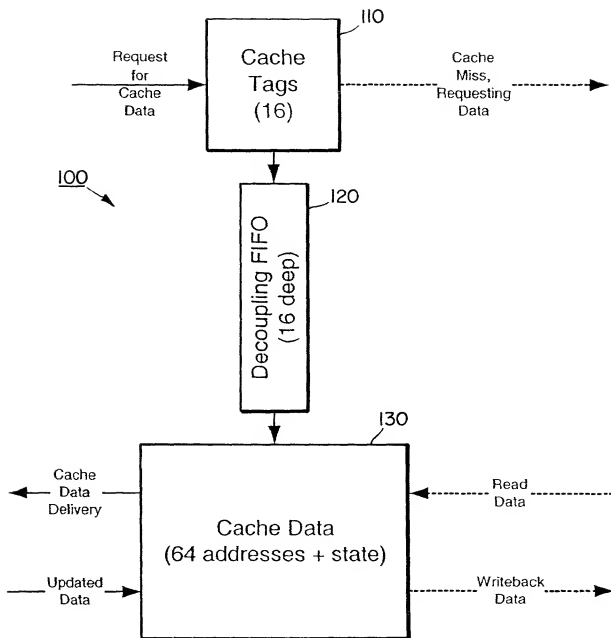 110
Request
for
Cache
Data
Cache
Tags
(16)
Cache
Miss,
Requesting
Data
100
120
Decoupling FIFO
(16 deep)
130
Cache
Data
Delivery
Read
Data
Cache Data
(64 addresses + state)
Updated
Data
Writeback
Data